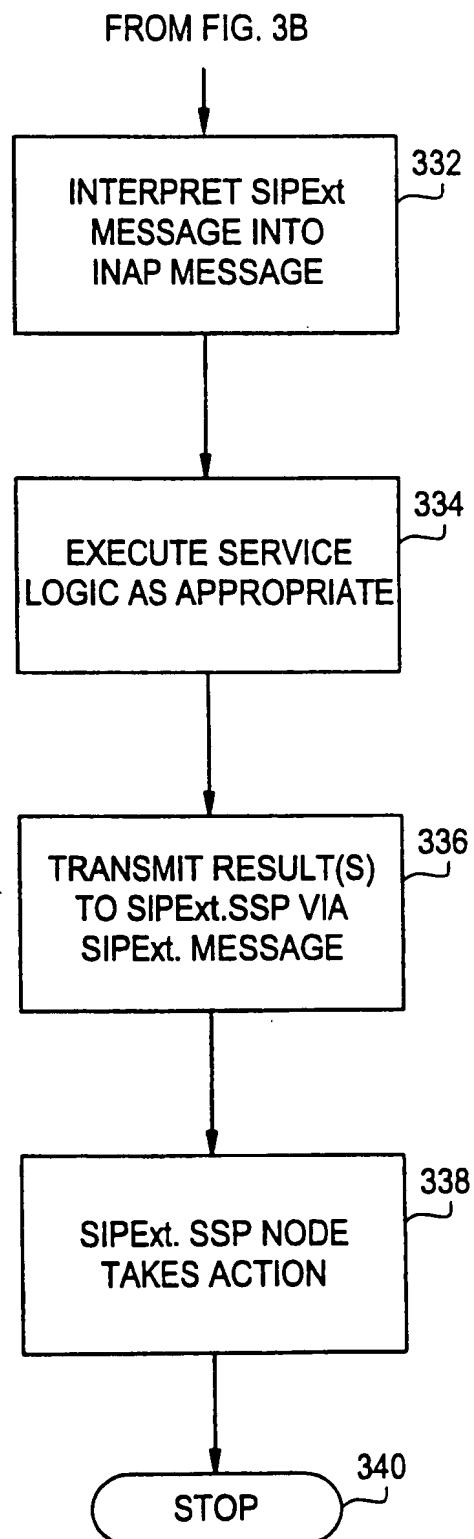 FROM FIG. 3B
332
INTERPRET SIPExt
MESSAGE INTO
INAP MESSAGE
334
EXECUTE SERVICE
LOGIC AS APPROPRIATE
336
TRANSMIT RESULT(S)
TO SIPExt.SSP VIA
SIPExt. MESSAGE
338
SIPExt. SSP NODE
TAKES ACTION
340
STOP